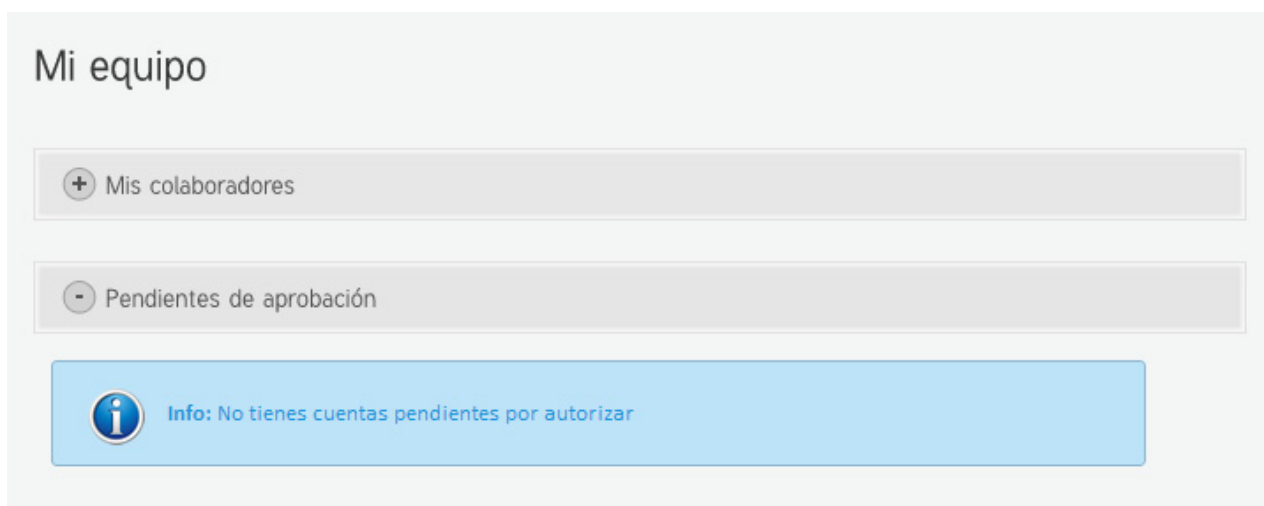 Mi equipo
+ Mis colaboradores
- Pendientes de aprobación
Info: No tienes cuentas pendientes por autorizar